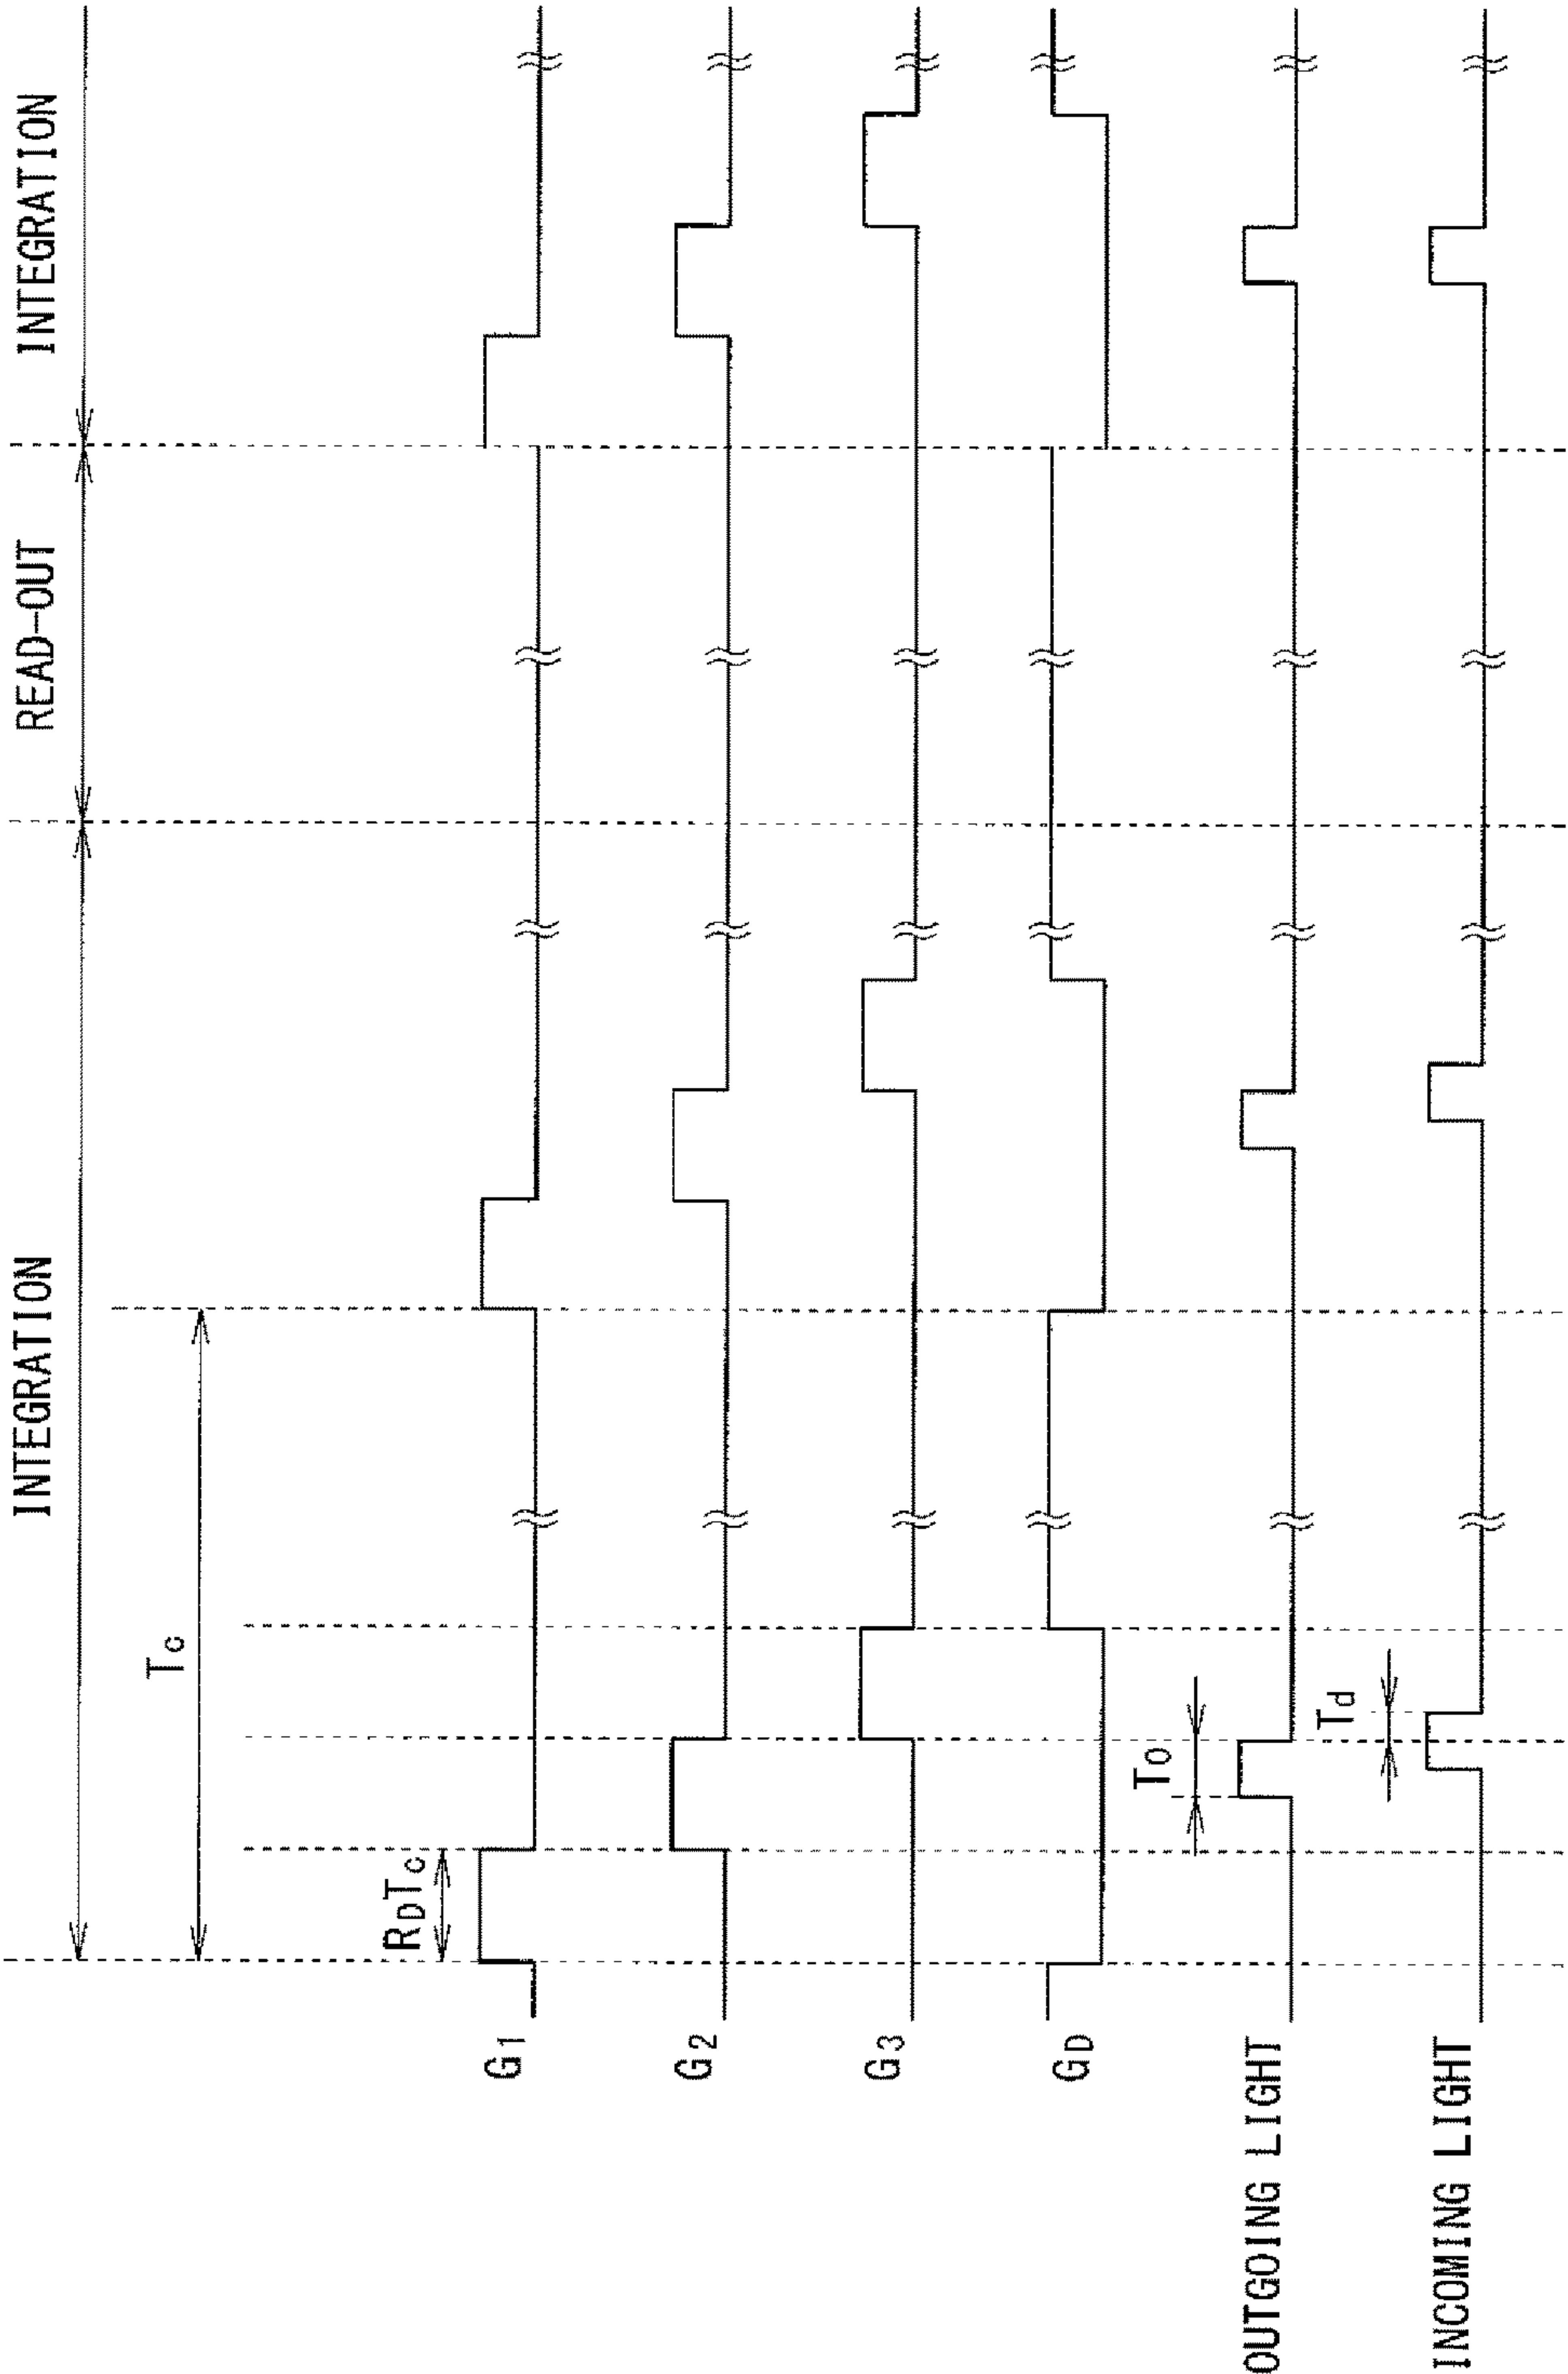 INTEGRATION
READ-OUT
INTEGRATION
Tc
RDTc
G1
G2
G3
GD
TO
OUTGOING LIGHT
Td
INCOMING LIGHT